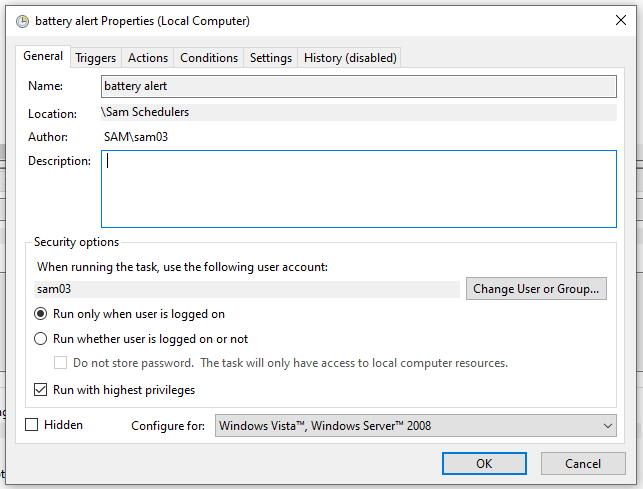 battery alert Properties (Local Computer)
General Triggers Actions Conditions Settings History (disabled)
Name: battery alert
Location: \Sam Schedulers
Author: SAM\sam03
Description:
Security options
When running the task, use the following user account:
sam03 Change User or Group...
Run only when user is logged on
Run whether user is logged on or not
Do not store password. The task will only have access to local computer resources.
Run with highest privileges
Hidden Configure for: Windows Vista™, Windows Server™ 2008
OK Cancel